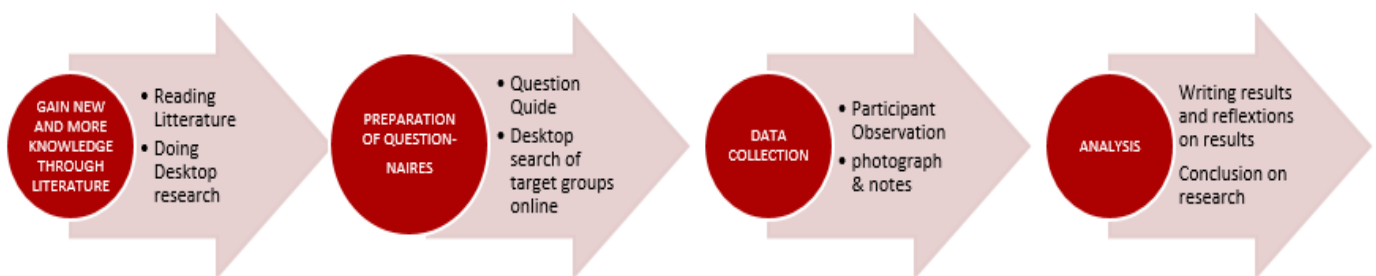 GAIN NEW
AND MORE
KNOWLEDGE
THROUGH
LITERATURE
• Reading
Litterature
• Doing
Desktop
research
PREPARATION
OF QUESTION-
NAIRES
• Question
Quide
• Desktop
search of
target groups
online
DATA
COLLECTION
• Participant
Observation
• photograph
& notes
ANALYSIS
Writing results
and reflextions
on results
Conclusion on
research